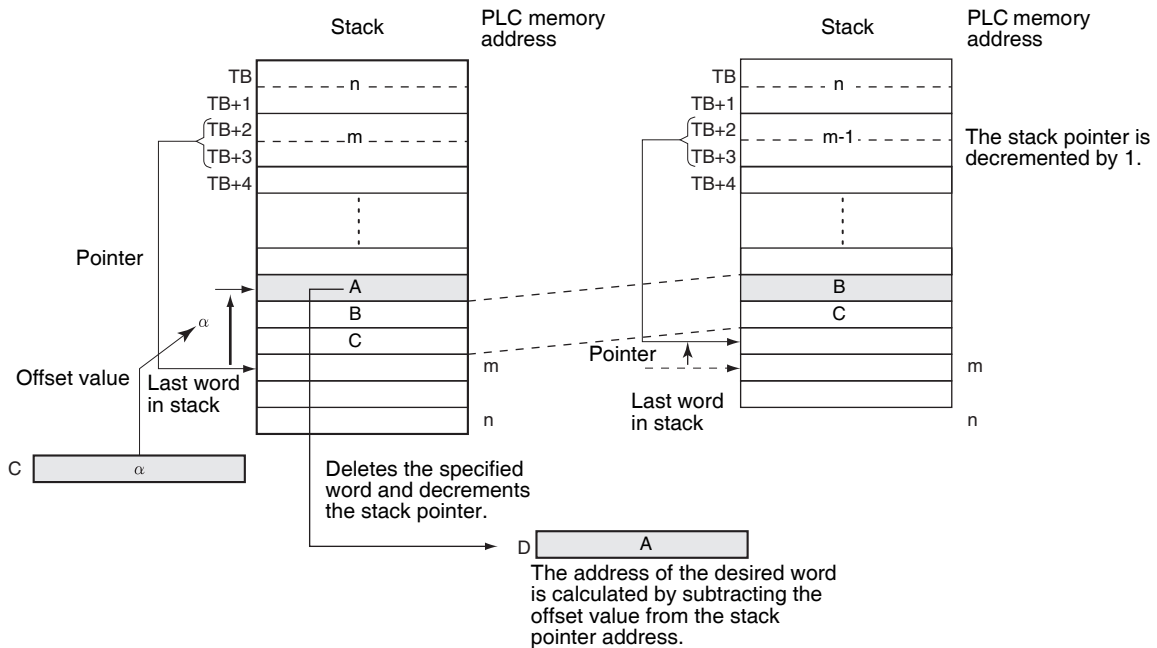 Stack
PLC memory
address
TB
n
TB+1
TB+2
m
TB+3
TB+4
Pointer
A
B
C
α
Offset value
Last word
in stack
m
n
C
α
Deletes the specified
word and decrements
the stack pointer.
D
A
The address of the desired word
is calculated by subtracting the
offset value from the stack
pointer address.
Stack
PLC memory
address
TB
n
TB+1
TB+2
m-1
TB+3
TB+4
The stack pointer is
decremented by 1.
B
C
Pointer
m
Last word
in stack
n